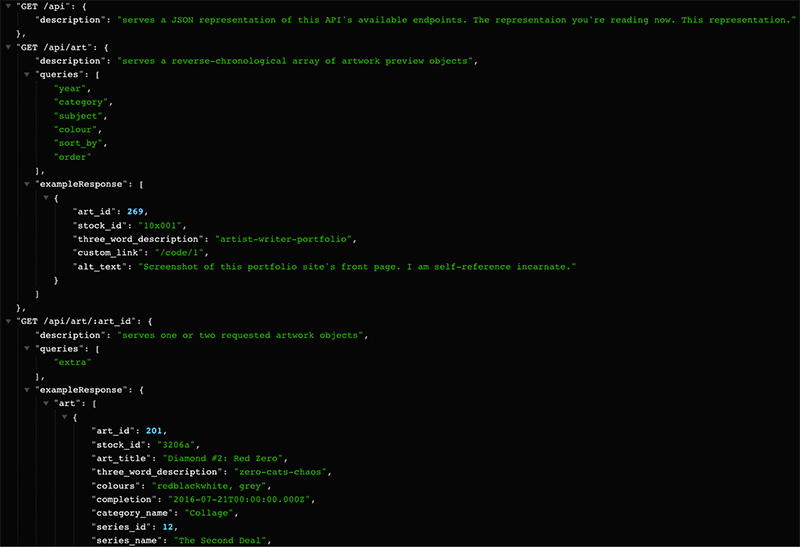 "GET /api": {
"description": "serves a JSON representation of this API's available endpoints. The representaion you're reading now. This representation."
},
"GET /api/art": {
"description": "serves a reverse-chronological array of artwork preview objects",
"queries": [
"year",
"category",
"subject",
"colour",
"sort_by",
"order"
],
"exampleResponse": [
{
"art_id": 269,
"stock_id": "10x001",
"three_word_description": "artist-writer-portfolio",
"custom_link": "/code/1",
"alt_text": "Screenshot of this portfolio site's front page. I am self-reference incarnate."
}
]
},
"GET /api/art/:art_id": {
"description": "serves one or two requested artwork objects",
"queries": [
"extra"
],
"exampleResponse": {
"art": [
{
"art_id": 201,
"stock_id": "3206a",
"art_title": "Diamond #2: Red Zero",
"three_word_description": "zero-cats-chaos",
"colours": "redblackwhite, grey",
"completion": "2016-07-21T00:00:00.000Z",
"category_name": "Collage",
"series_id": 12,
"series_name": "The Second Deal",